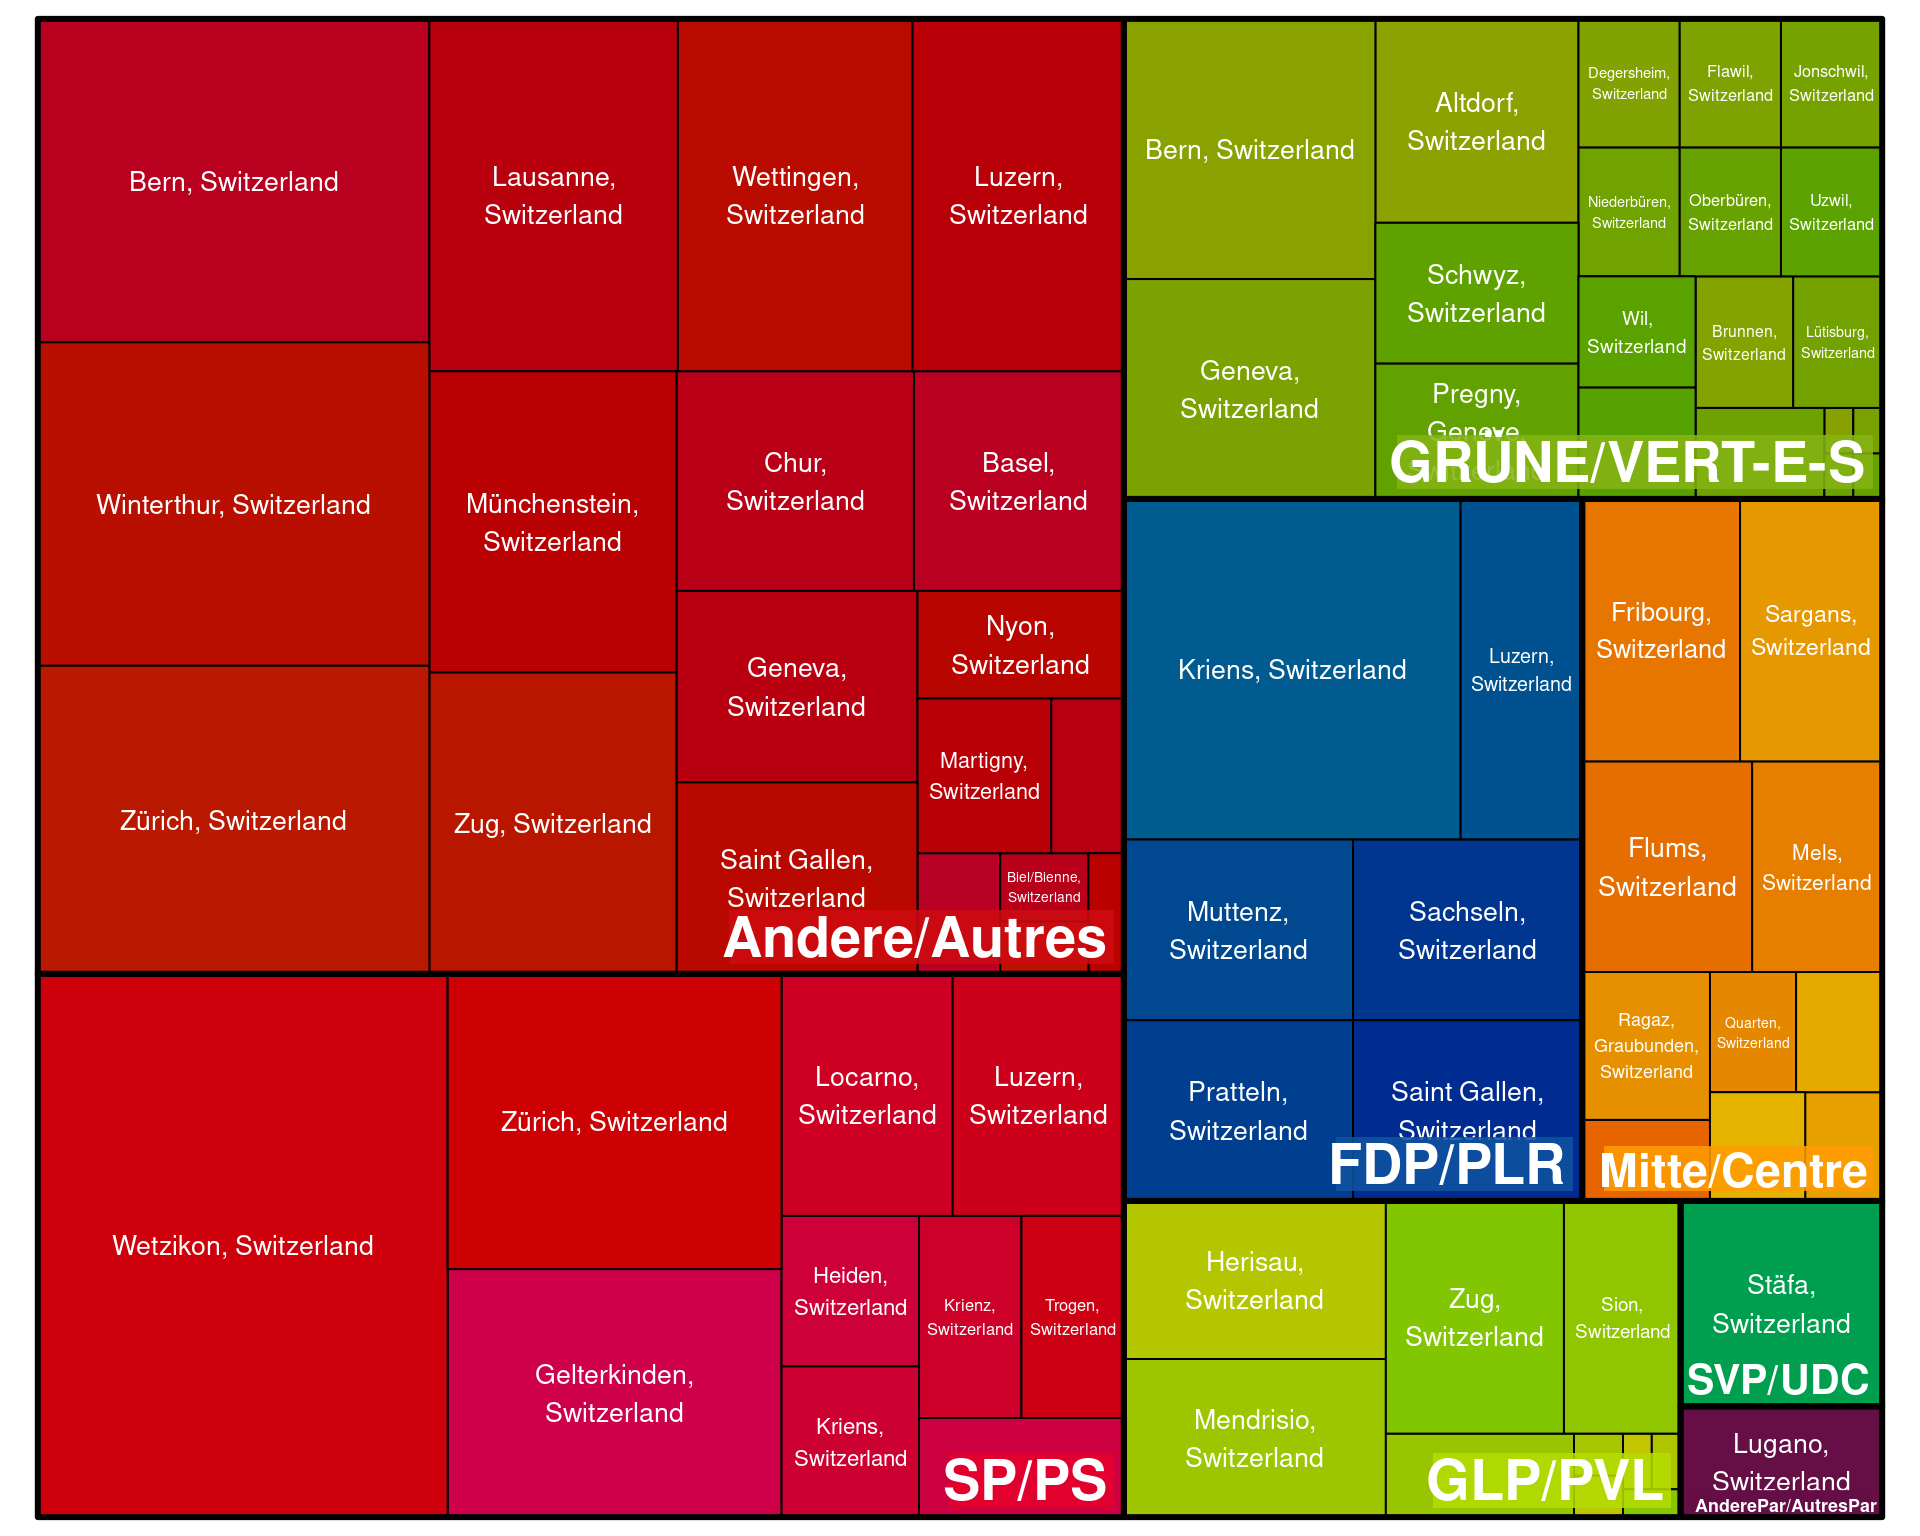 Bern, Switzerland
Lausanne,
Switzerland
Wettingen,
Switzerland
Luzern,
Switzerland
Winterthur, Switzerland
Münchenstein,
Switzerland
Chur,
Switzerland
Basel,
Switzerland
Zürich, Switzerland
Zug, Switzerland
Geneva,
Switzerland
Nyon,
Switzerland
Martigny,
Switzerland
Saint Gallen,
Switzerland
Biel/Bienne,
Switzerland
Andere/Autres
Wetzikon, Switzerland
Zürich, Switzerland
Gelterkinden,
Switzerland
Locarno,
Switzerland
Luzern,
Switzerland
Heiden,
Switzerland
Krienz,
Switzerland
Trogen,
Switzerland
Kriens,
Switzerland
SP/PS
Bern, Switzerland
Altdorf,
Switzerland
Degersheim,
Switzerland
Flawil,
Switzerland
Jonschwil,
Switzerland
Niederbüren,
Switzerland
Oberbüren,
Switzerland
Uzwil,
Switzerland
Geneva,
Switzerland
Schwyz,
Switzerland
Wil,
Switzerland
Brunnen,
Switzerland
Lütisburg,
Switzerland
Pregny,
Geneve,
GRÜNE/VERT-E-S
Kriens, Switzerland
Luzern,
Switzerland
Muttenz,
Switzerland
Sachseln,
Switzerland
Pratteln,
Switzerland
Saint Gallen,
Switzerland
FDP/PLR
Fribourg,
Switzerland
Sargans,
Switzerland
Flums,
Switzerland
Mels,
Switzerland
Ragaz,
Graubunden,
Switzerland
Quarten,
Switzerland
Mitte/Centre
Herisau,
Switzerland
Zug,
Switzerland
Sion,
Switzerland
Mendrisio,
Switzerland
GLP/PVL
Stäfa,
Switzerland
SVP/UDC
Lugano,
Switzerland
AnderePar/AutresPar